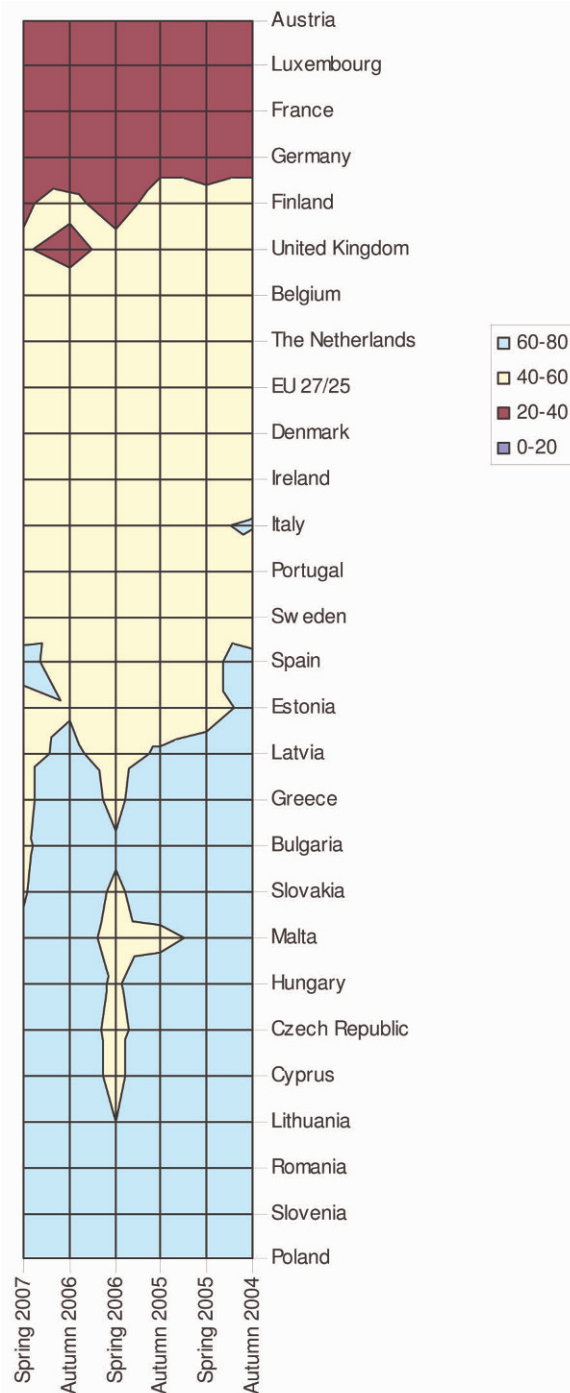 Austria
Luxembourg
France
Germany
Finland
United Kingdom
Belgium
The Netherlands
EU 27/25
Denmark
Ireland
Italy
Portugal
Sweden
Spain
Estonia
Latvia
Greece
Bulgaria
Slovakia
Malta
Hungary
Czech Republic
Cyprus
Lithuania
Romania
Slovenia
Poland
60-80
40-60
20-40
0-20
Spring 2007
Autumn 2006
Spring 2006
Autumn 2005
Spring 2005
Autumn 2004